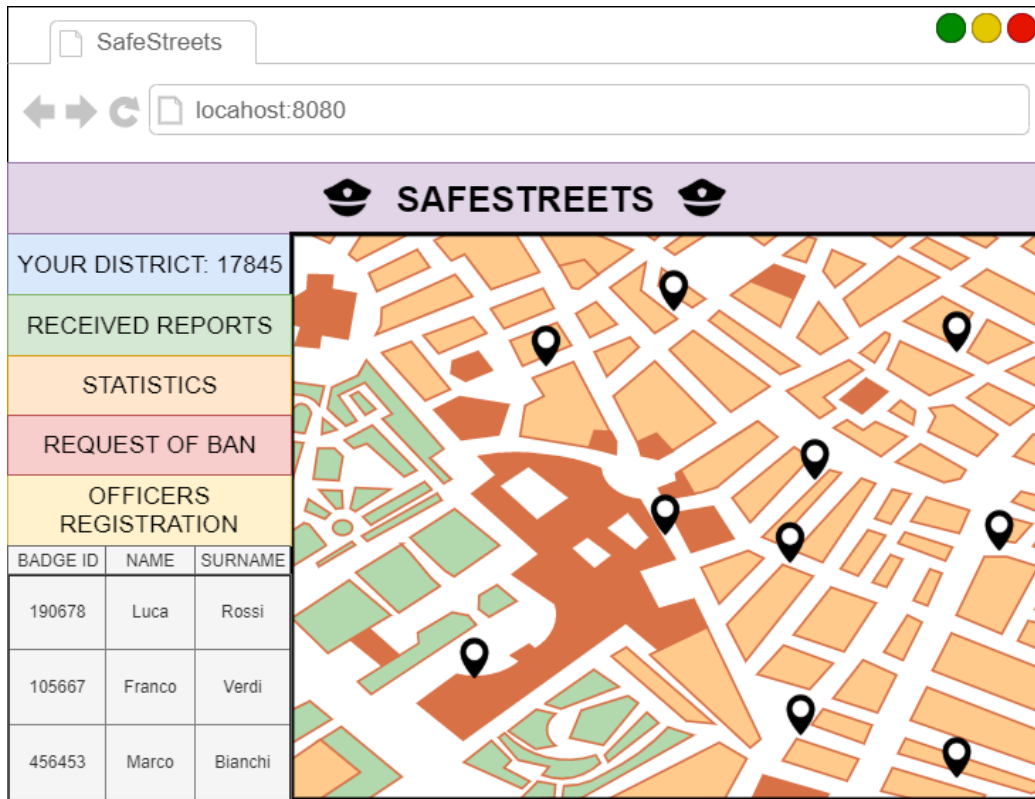 SafeStreets
locahost:8080
SAFESTREETS
YOUR DISTRICT: 17845
RECEIVED REPORTS
STATISTICS
REQUEST OF BAN
OFFICERS
REGISTRATION
BADGE ID NAME SURNAME
190678 Luca Rossi
105667 Franco Verdi
456453 Marco Bianchi